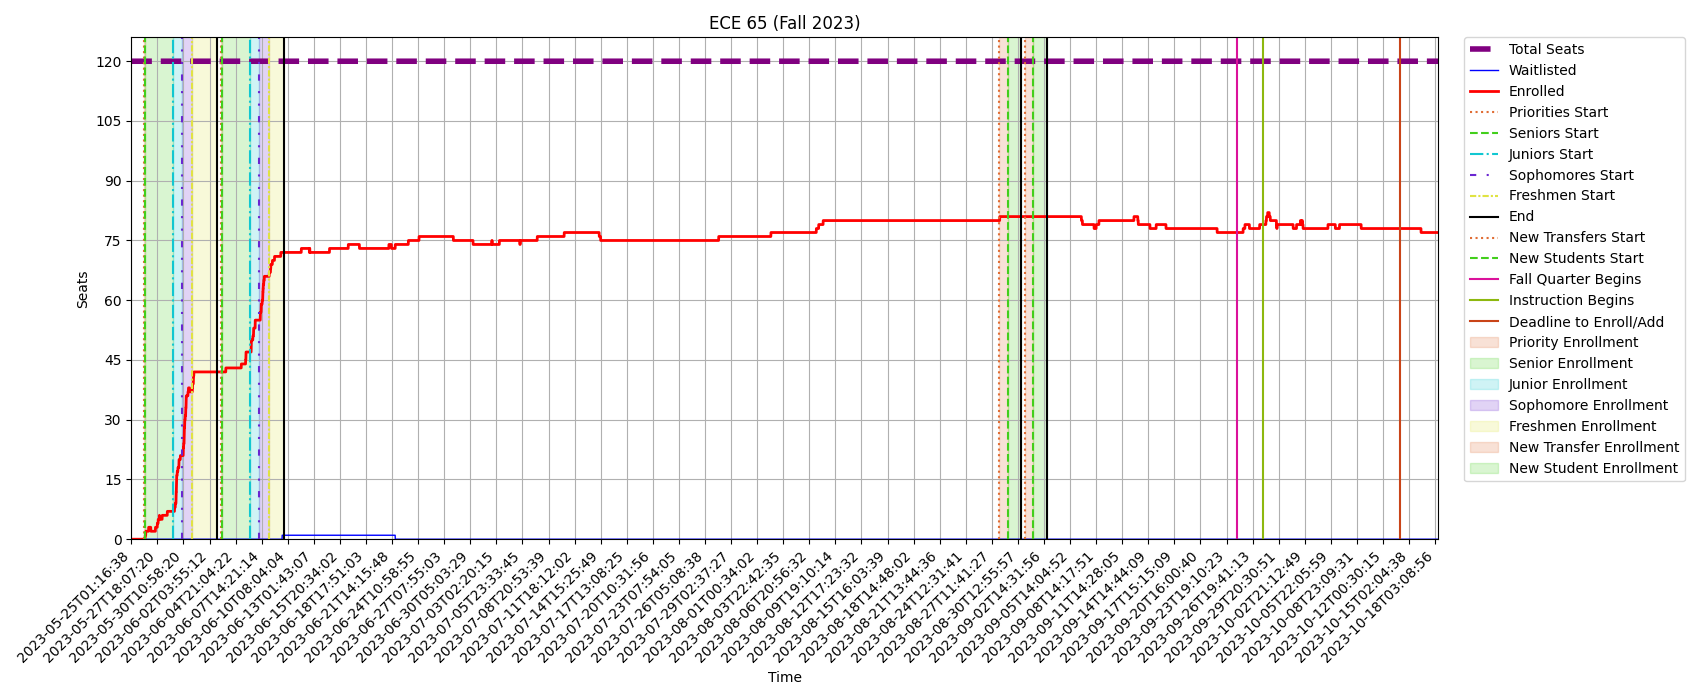 ECE 65 (Fall 2023)
120
105
90
75
60
45
30
15
0
Seats
2023-05-25T01:16:38
2023-05-27T18:07:20
2023-05-30T10:58:20
2023-06-02T03:55:12
2023-06-04T21:04:22
2023-06-07T14:21:14
2023-06-10T08:04:04
2023-06-13T01:43:07
2023-06-15T20:34:02
2023-06-18T17:51:03
2023-06-21T14:15:48
2023-06-24T10:58:55
2023-06-27T07:55:03
2023-06-30T05:03:29
2023-07-03T02:20:15
2023-07-05T23:33:45
2023-07-08T20:53:39
2023-07-11T18:12:02
2023-07-14T15:25:49
2023-07-17T13:08:25
2023-07-20T10:31:56
2023-07-23T07:54:05
2023-07-26T05:08:38
2023-07-29T02:37:27
2023-08-01T00:34:02
2023-08-03T22:42:35
2023-08-06T20:56:32
2023-08-09T19:10:14
2023-08-12T17:23:32
2023-08-15T16:03:39
2023-08-18T14:48:02
2023-08-21T13:44:36
2023-08-24T12:31:41
2023-08-27T11:41:27
2023-08-30T12:55:57
2023-09-02T14:31:56
2023-09-05T14:04:52
2023-09-08T14:17:51
2023-09-11T14:28:05
2023-09-14T14:44:09
2023-09-17T15:15:09
2023-09-20T16:00:40
2023-09-23T19:10:23
2023-09-26T19:41:13
2023-09-29T20:30:51
2023-10-02T21:12:49
2023-10-05T22:05:59
2023-10-08T23:09:31
2023-10-12T00:30:15
2023-10-15T02:04:38
2023-10-18T03:08:56
Time
Total Seats
Waitlisted
Enrolled
Priorities Start
Seniors Start
Juniors Start
Sophomores Start
Freshmen Start
End
New Transfers Start
New Students Start
Fall Quarter Begins
Instruction Begins
Deadline to Enroll/Add
Priority Enrollment
Senior Enrollment
Junior Enrollment
Sophomore Enrollment
Freshmen Enrollment
New Transfer Enrollment
New Student Enrollment